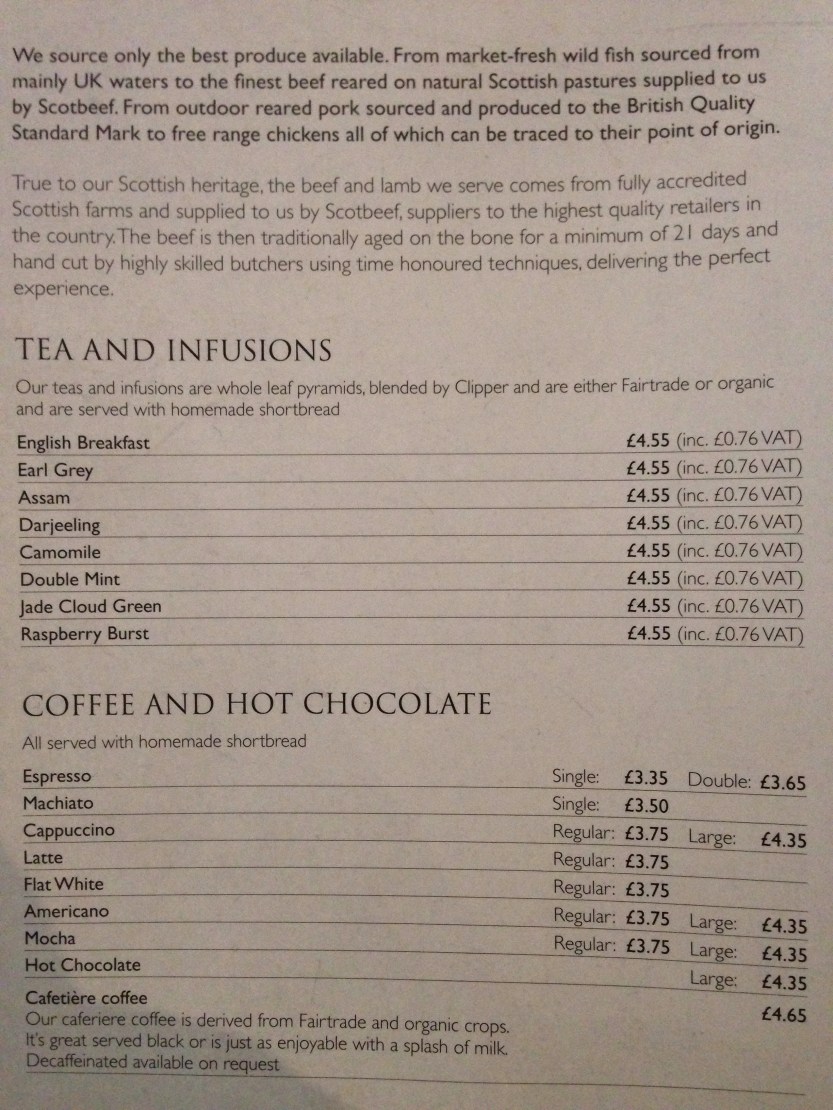 We source only the best produce available. From market-fresh wild fish sourced from
mainly UK waters to the finest beef reared on natural Scottish pastures supplied to us
by Scotbeef. From outdoor reared pork sourced and produced to the British Quality
Standard Mark to free range chickens all of which can be traced to their point of origin.
True to our Scottish heritage, the beef and lamb we serve comes from fully accredited
Scottish farms and supplied to us by Scotbeef, suppliers to the highest quality retailers in
the country. The beef is then traditionally aged on the bone for a minimum of 21 days and
hand cut by highly skilled butchers using time honoured techniques, delivering the perfect
experience.
TEA AND INFUSIONS
Our teas and infusions are whole leaf pyramids, blended by Clipper and are either Fairtrade or organic
and are served with homemade shortbread
English Breakfast £4.55 (inc. £0.76 VAT)
Earl Grey £4.55 (inc. £0.76 VAT)
Assam £4.55 (inc. £0.76 VAT)
Darjeeling £4.55 (inc. £0.76 VAT)
Camomile £4.55 (inc. £0.76 VAT)
Double Mint £4.55 (inc. £0.76 VAT)
Jade Cloud Green £4.55 (inc. £0.76 VAT)
Raspberry Burst £4.55 (inc. £0.76 VAT)
COFFEE AND HOT CHOCOLATE
All served with homemade shortbread
Espresso Single: £3.35 Double: £3.65
Machiato Single: £3.50
Cappuccino Regular: £3.75 Large: £4.35
Latte Regular: £3.75
Flat White Regular: £3.75
Americano Regular: £3.75 Large: £4.35
Mocha Regular: £3.75 Large: £4.35
Hot Chocolate Large: £4.35
Cafetière coffee £4.65
Our caferiere coffee is derived from Fairtrade and organic crops.
It's great served black or is just as enjoyable with a splash of milk.
Decaffeinated available on request